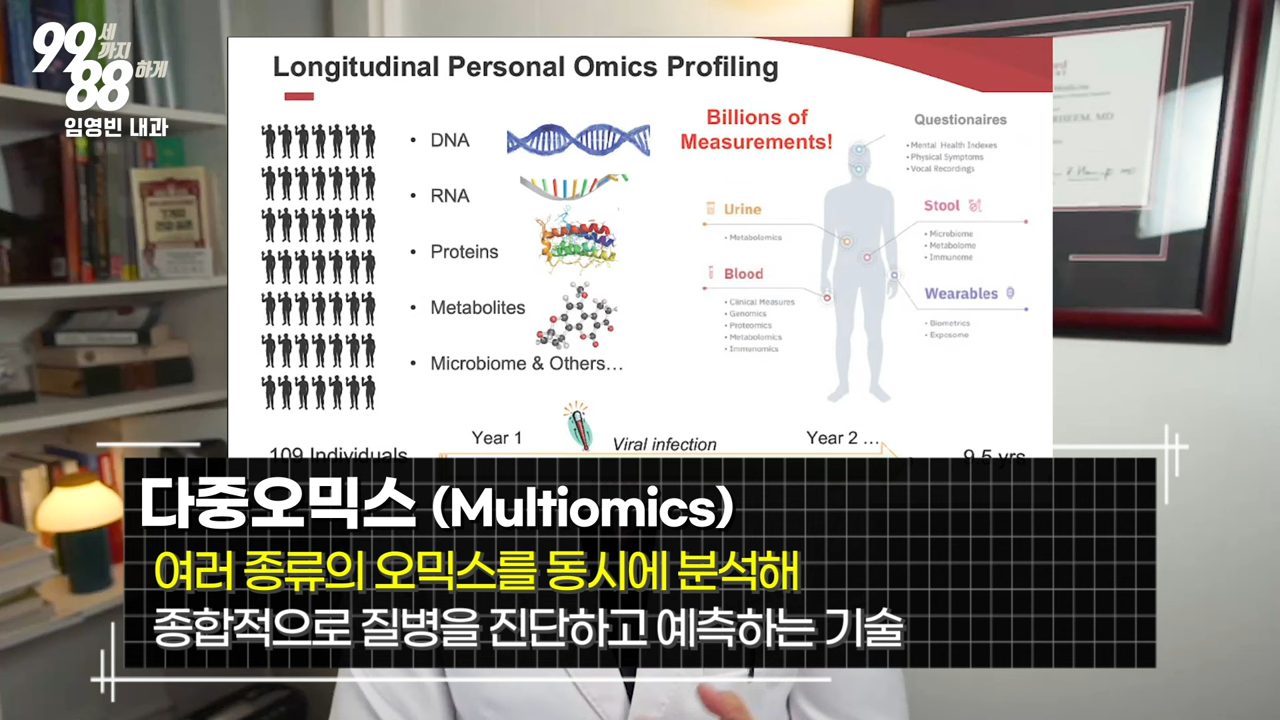 99세까지
88하게
임영빈 내과
Longitudinal Personal Omics Profiling
• DNA
• RNA
• Proteins
• Metabolites
• Microbiome & Others…
Billions of
Measurements!
Questionaires
• Mental Health Indexes
• Physical Symptoms
• Vocal Recordings
Urine
• Metabolomics
Stool
• Microbiome
• Metabolome
• Immunome
Blood
• Clinical Measures
• Genomics
• Proteomics
• Metabolomics
• Immunomics
Wearables
• Biometrics
• Exposome
Year 1
Viral infection
Year 2 …
109 Individuals
9.5 yrs
다중오믹스 (Multiomics)
여러 종류의 오믹스를 동시에 분석해
종합적으로 질병을 진단하고 예측하는 기술